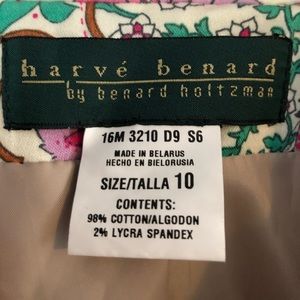 harvé benard
by benard holtzman
16M 3210 D9 S6
MADE IN BELARUS
HECHO EN BIELORUSIA
SIZE/TALLA 10
CONTENTS:
98% COTTON/ALGODON
2% LYCRA SPANDEX